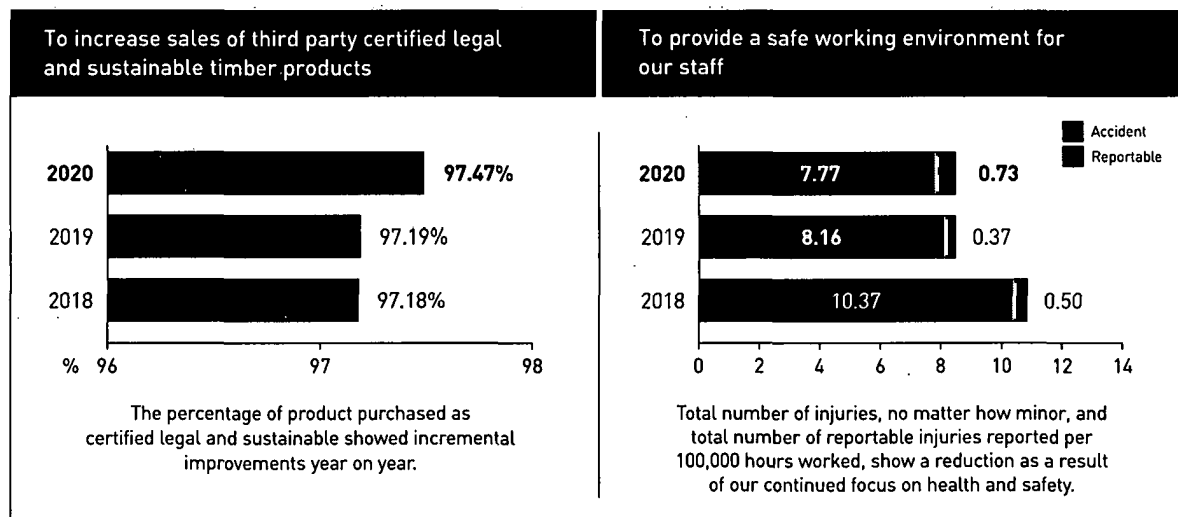 To increase sales of third party certified legal
and sustainable timber products
2020
97.47%
2019
97.19%
2018
97.18%
% 96 97 98
The percentage of product purchased as
certified legal and sustainable showed incremental
improvements year on year.
To provide a safe working environment for
our staff
Accident
Reportable
2020
7.77
0.73
2019
8.16
0.37
2018
10.37
0.50
0 2 4 6 8 10 12 14
Total number of injuries, no matter how minor, and
total number of reportable injuries reported per
100,000 hours worked, show a reduction as a result
of our continued focus on health and safety.